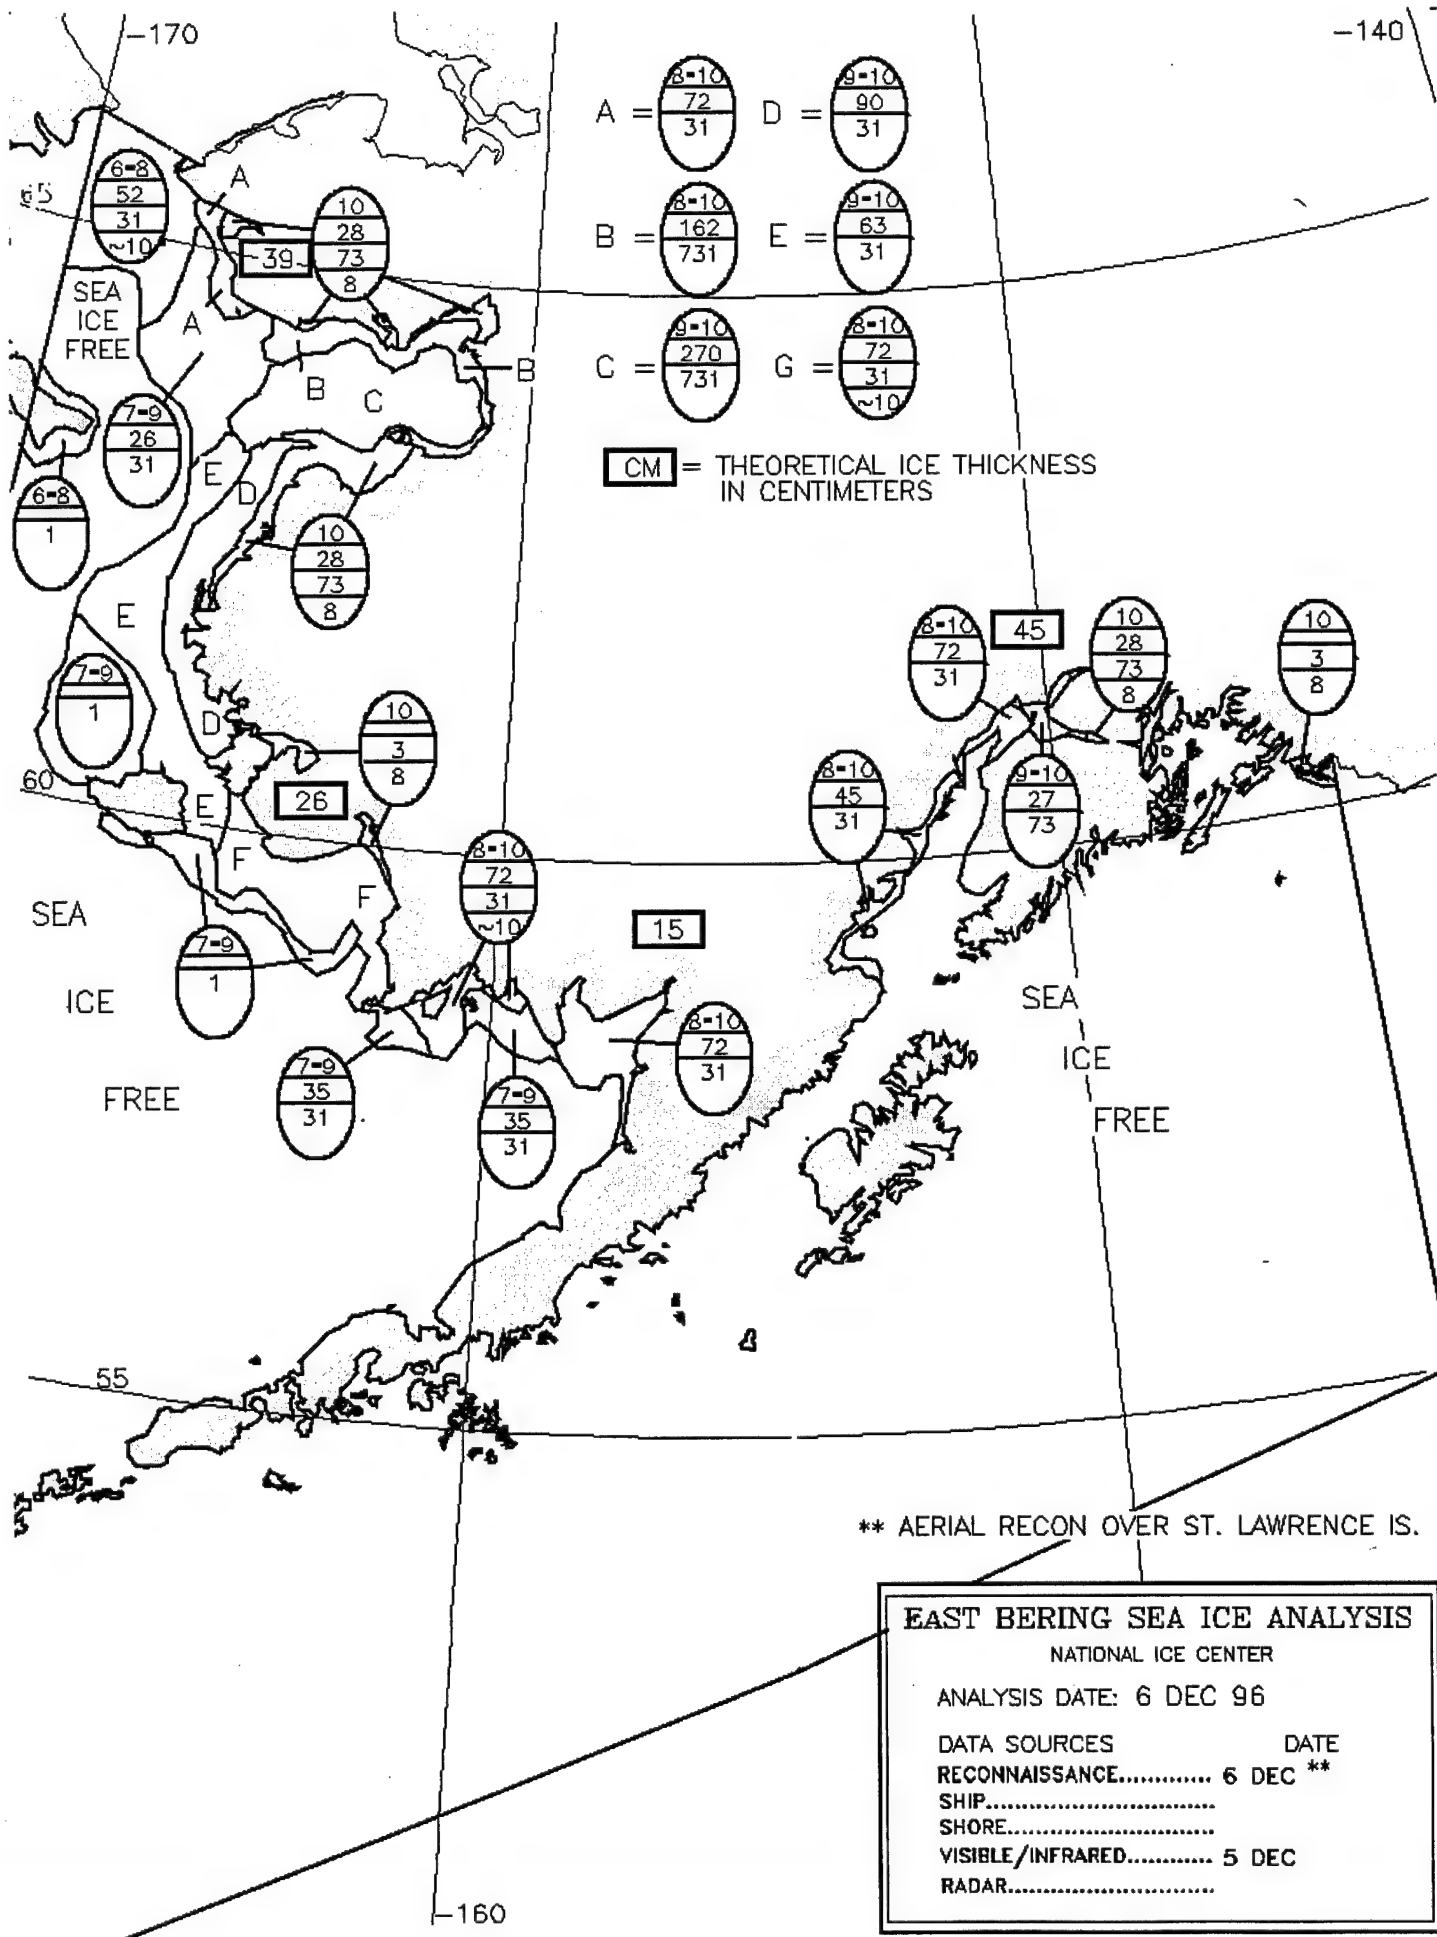 -170
-140
A = 8-10
72
31
D = 9-10
90
31
65
6-8
52
31
~10
A
10
28
73
8
39
B = 8-10
162
731
E = 9-10
63
31
SEA
ICE
FREE
A
C = 9-10
270
731
G = 8-10
72
31
~10
B
B
C
7-9
26
31
CM = THEORETICAL ICE THICKNESS
IN CENTIMETERS
E
D
6-8
1
10
28
73
8
E
8-10
72
31
45
10
28
73
8
10
3
8
7-9
1
D
10
3
8
60
26
E
8-10
45
31
9-10
27
73
F
F
8-10
72
31
~10
SEA
ICE
FREE
15
7-9
1
SEA
ICE
FREE
8-10
72
31
7-9
35
31
7-9
35
31
55
** AERIAL RECON OVER ST. LAWRENCE IS.
EAST BERING SEA ICE ANALYSIS
NATIONAL ICE CENTER
ANALYSIS DATE: 6 DEC 96
DATA SOURCES DATE
RECONNAISSANCE............. 6 DEC **
SHIP................................
SHORE.............................
VISIBLE/INFRARED............ 5 DEC
RADAR.............................
-160